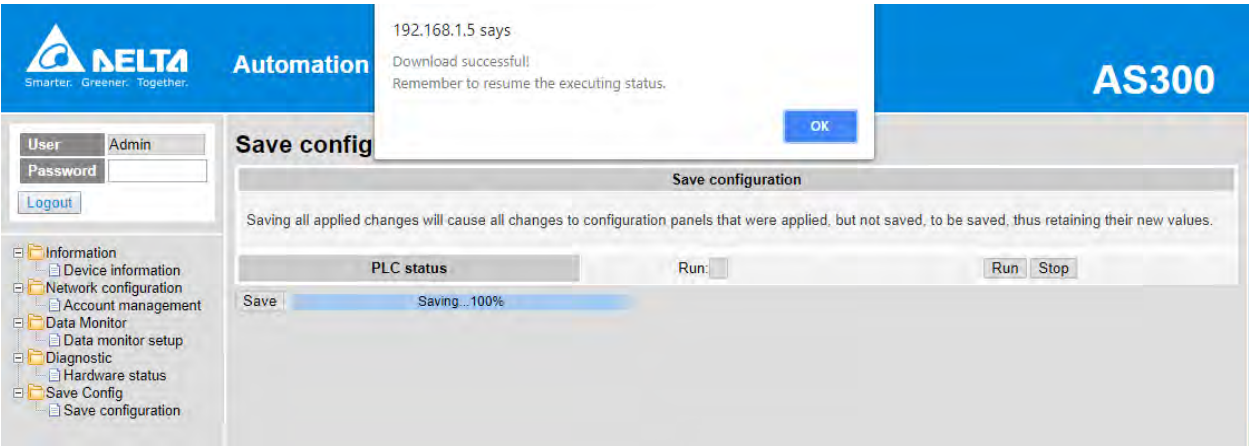 DELTA
Smarter. Greener. Together.
Automation
AS300
192.168.1.5 says
Download successful!
Remember to resume the executing status.
OK
User Admin
Password
Logout
Information
Device information
Network configuration
Account management
Data Monitor
Data monitor setup
Diagnostic
Hardware status
Save Config
Save configuration
Save config
Save configuration
Saving all applied changes will cause all changes to configuration panels that were applied, but not saved, to be saved, thus retaining their new values.
PLC status Run: Run Stop
Save Saving...100%